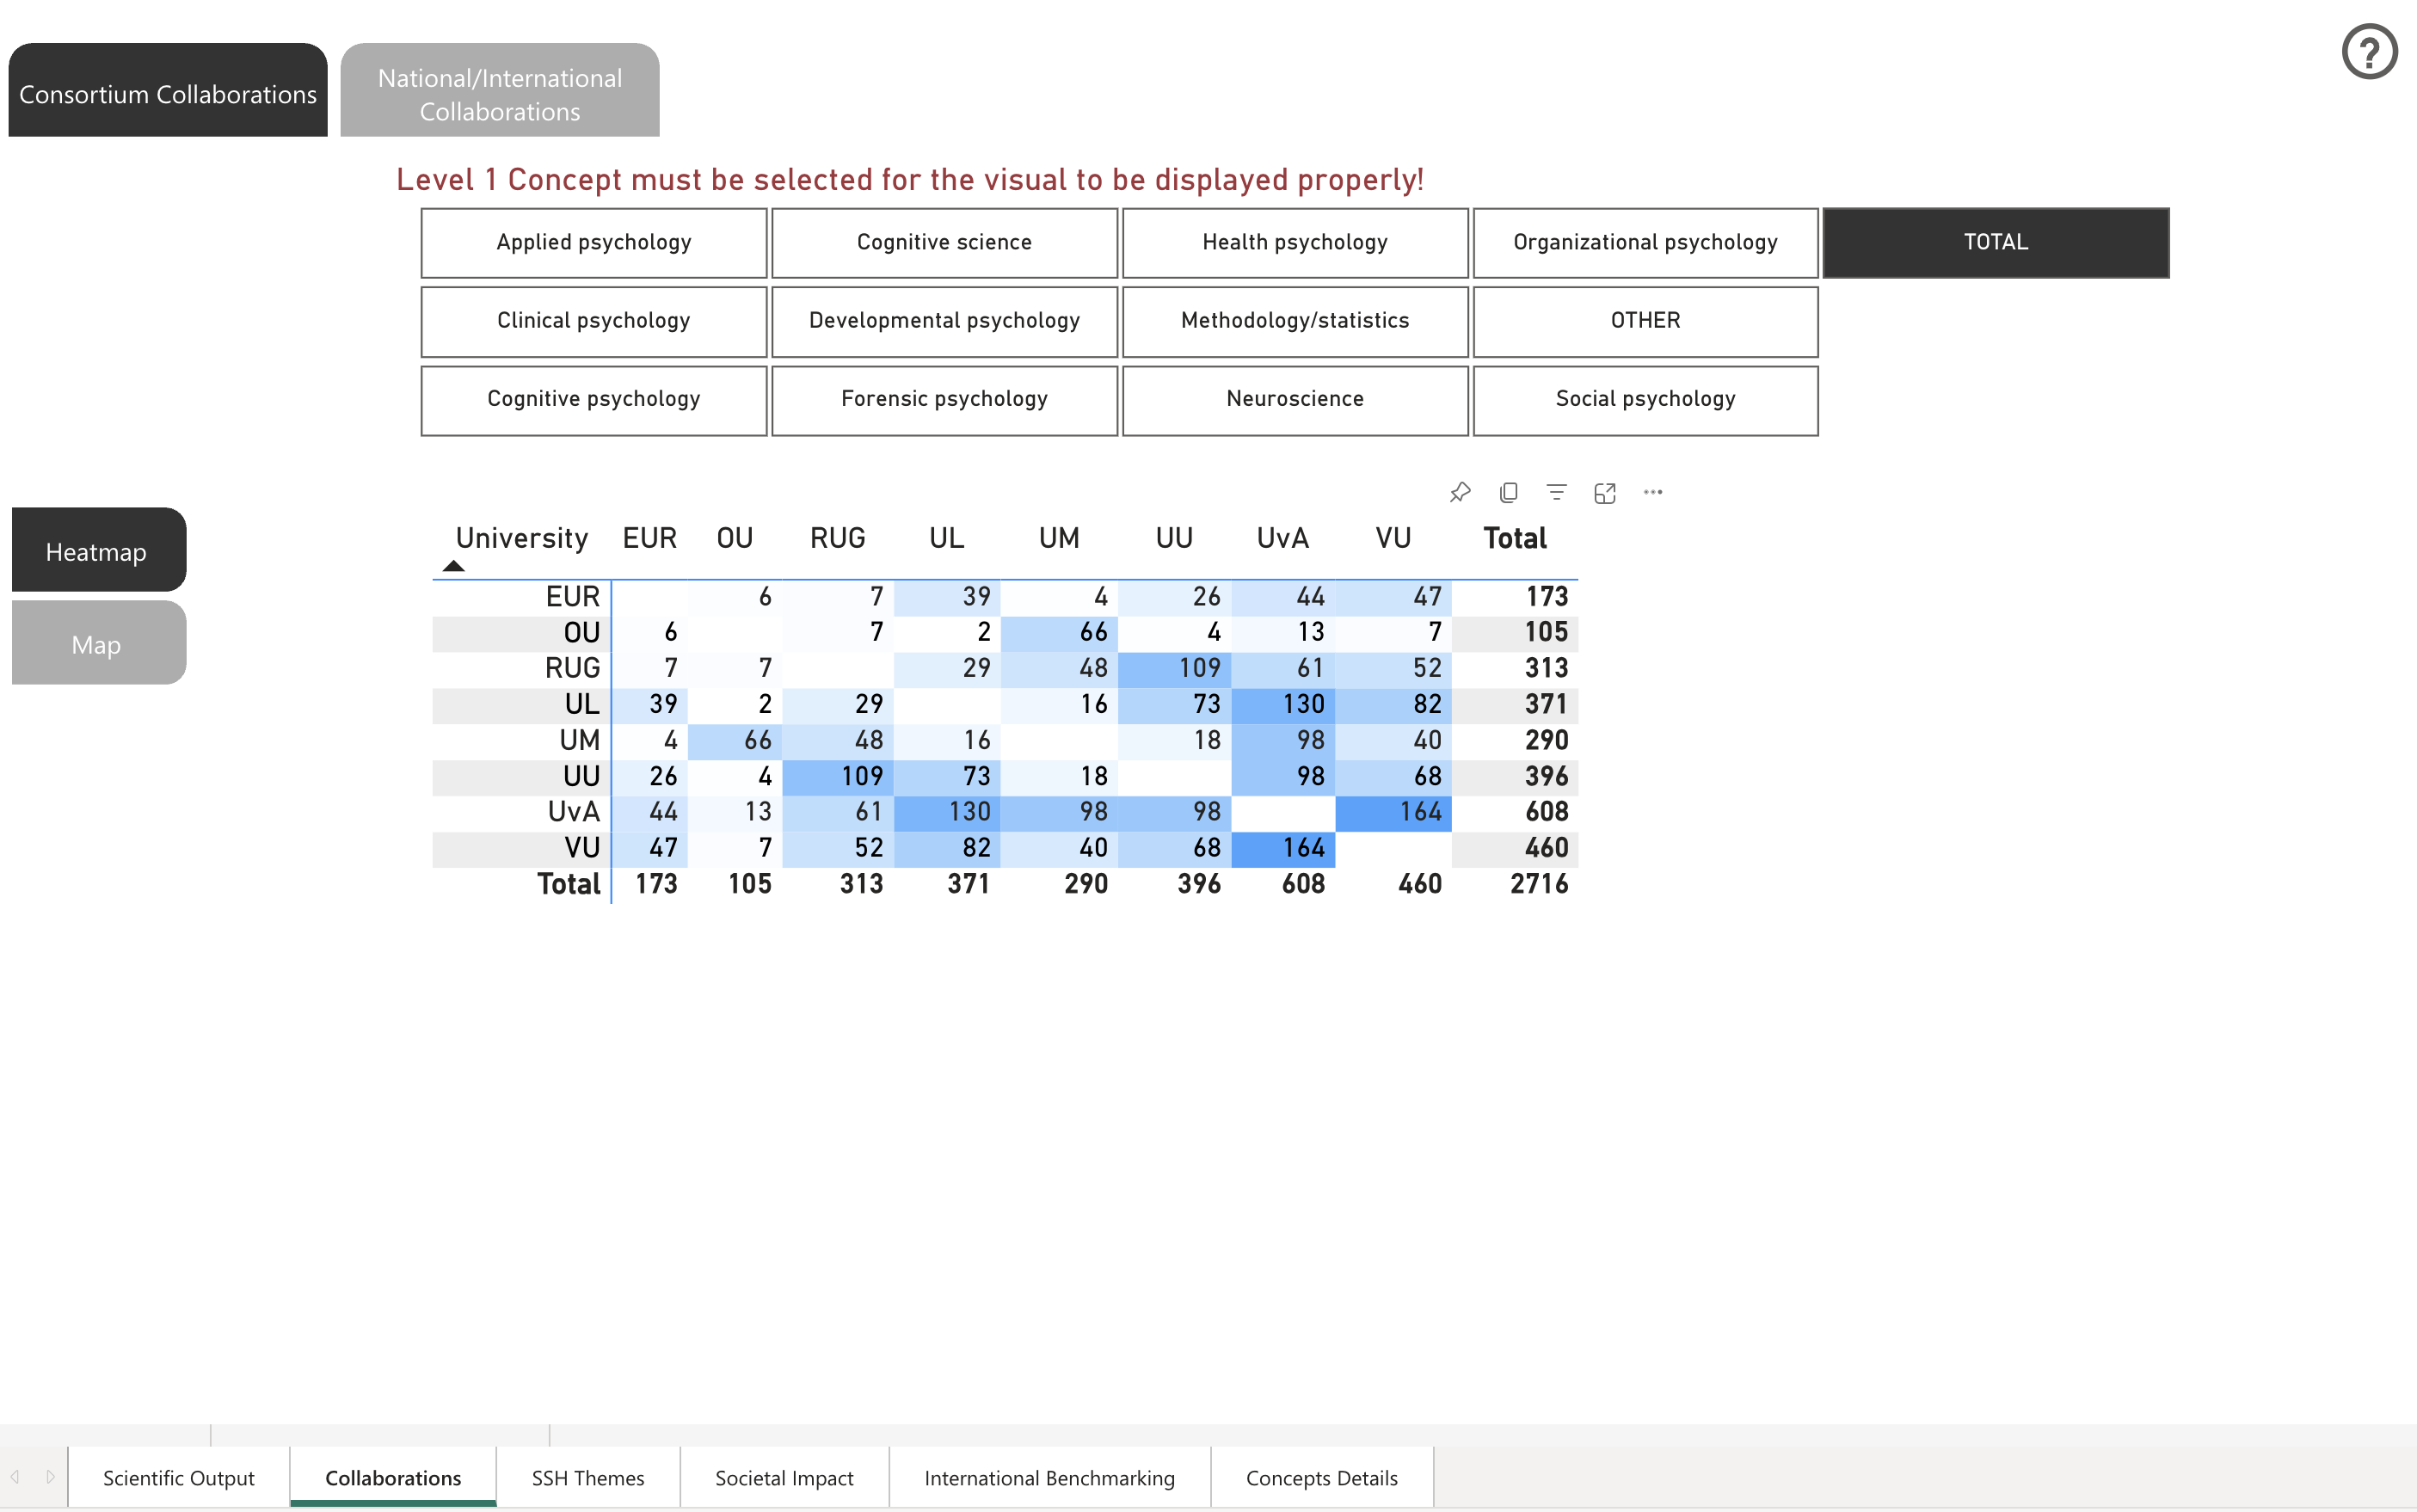 Consortium Collaborations
National/International
Collaborations
?
Level 1 Concept must be selected for the visual to be displayed properly!
Applied psychology Cognitive science Health psychology Organizational psychology TOTAL
Clinical psychology Developmental psychology Methodology/statistics OTHER
Cognitive psychology Forensic psychology Neuroscience Social psychology
Heatmap
Map
University EUR OU RUG UL UM UU UvA VU Total
EUR 6 7 39 4 26 44 47 173
OU 6 7 2 66 4 13 7 105
RUG 7 7 29 48 109 61 52 313
UL 39 2 29 16 73 130 82 371
UM 4 66 48 16 18 98 40 290
UU 26 4 109 73 18 98 68 396
UvA 44 13 61 130 98 98 164 608
VU 47 7 52 82 40 68 164 460
Total 173 105 313 371 290 396 608 460 2716
Scientific Output Collaborations SSH Themes Societal Impact International Benchmarking Concepts Details